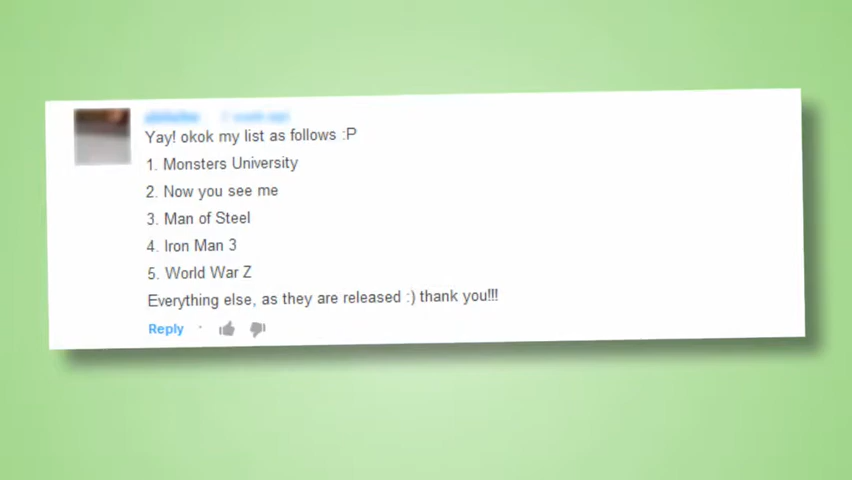 Yay! okok my list as follows :P
1. Monsters University
2. Now you see me
3. Man of Steel
4. Iron Man 3
5. World War Z
Everything else, as they are released :) thank you!!!
Reply ·